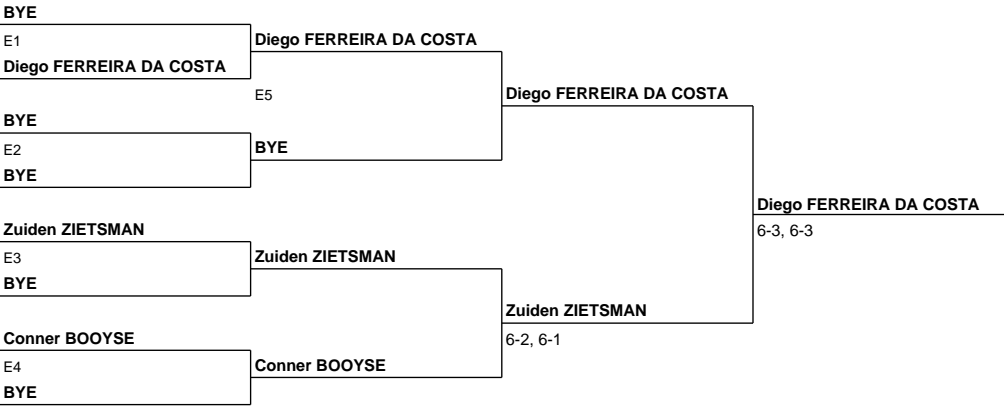 BYE
E1
Diego FERREIRA DA COSTA
Diego FERREIRA DA COSTA
E5
Diego FERREIRA DA COSTA
BYE
E2
BYE
BYE
Diego FERREIRA DA COSTA
6-3, 6-3
Zuiden ZIETSMAN
E3
Zuiden ZIETSMAN
BYE
Zuiden ZIETSMAN
6-2, 6-1
Conner BOOYSE
E4
Conner BOOYSE
BYE